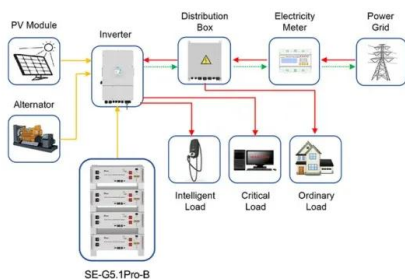 PV Module
Inverter
Distribution
Box
Electricity
Meter
Power
Grid
Alternator
Intelligent
Load
Critical
Load
Ordinary
Load
SE-G5.1Pro-B